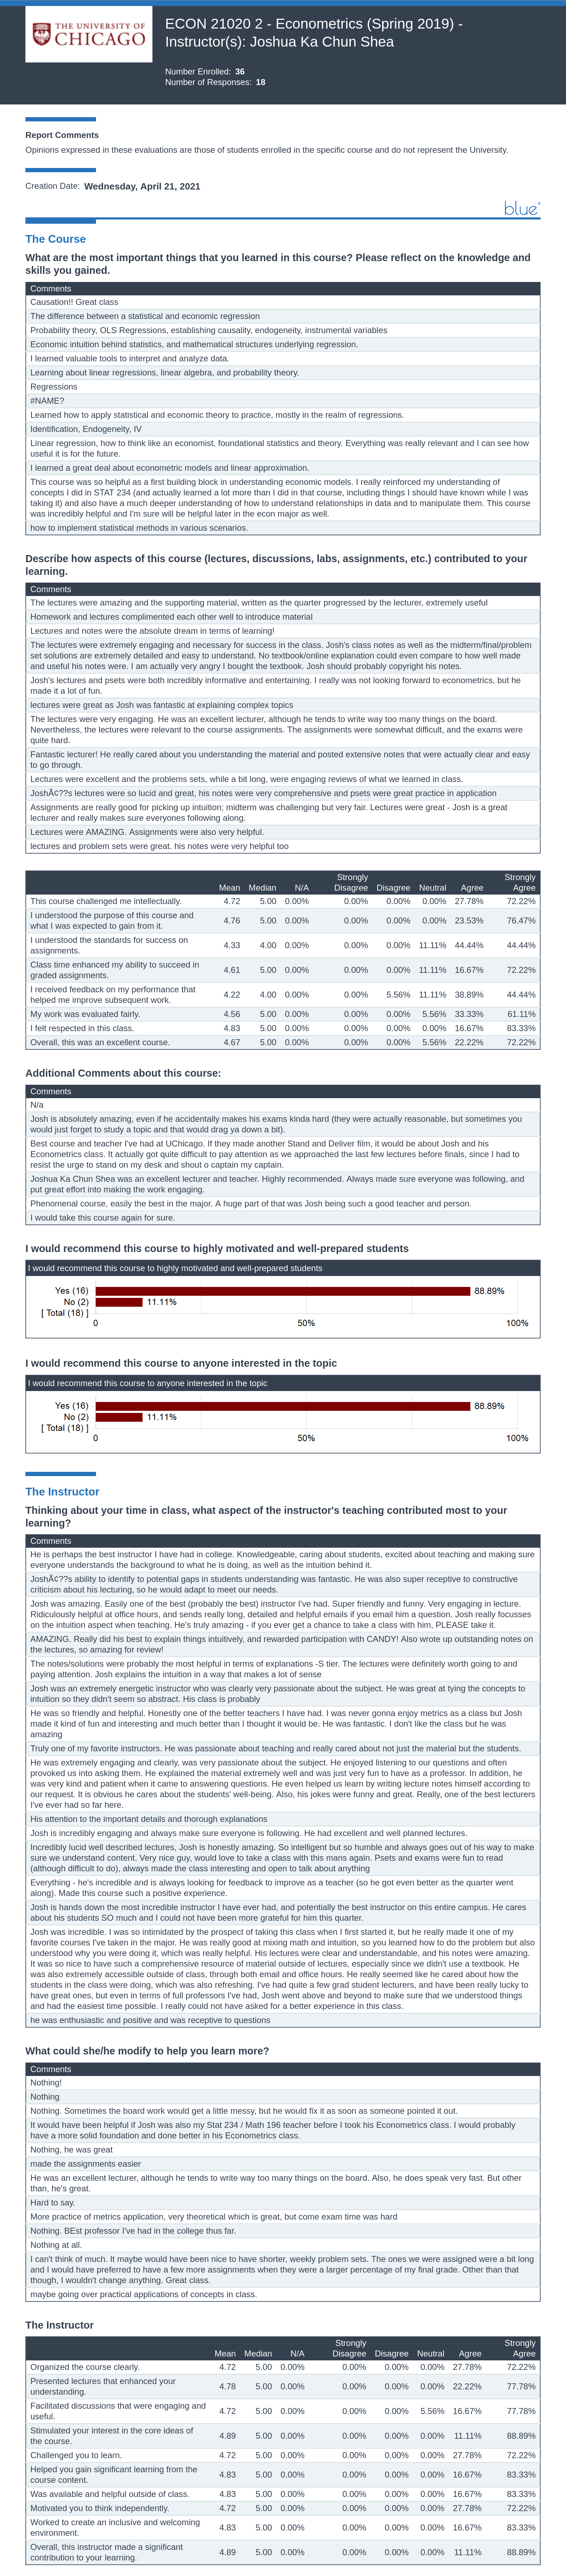 THE UNIVERSITY OF
CHICAGO
ECON 21020 2 - Econometrics (Spring 2019) -
Instructor(s): Joshua Ka Chun Shea
Number Enrolled: 36
Number of Responses: 18
Report Comments
Opinions expressed in these evaluations are those of students enrolled in the specific course and do not represent the University.
Creation Date: Wednesday, April 21, 2021
blue®
The Course
What are the most important things that you learned in this course? Please reflect on the knowledge and
skills you gained.
Comments
Causation!! Great class
The difference between a statistical and economic regression
Probability theory, OLS Regressions, establishing causality, endogeneity, instrumental variables
Economic intuition behind statistics, and mathematical structures underlying regression.
I learned valuable tools to interpret and analyze data.
Learning about linear regressions, linear algebra, and probability theory.
Regressions
#NAME?
Learned how to apply statistical and economic theory to practice, mostly in the realm of regressions.
Identification, Endogeneity, IV
Linear regression, how to think like an economist, foundational statistics and theory. Everything was really relevant and I can see how
useful it is for the future.
I learned a great deal about econometric models and linear approximation.
This course was so helpful as a first building block in understanding economic models. I really reinforced my understanding of
concepts I did in STAT 234 (and actually learned a lot more than I did in that course, including things I should have known while I was
taking it) and also have a much deeper understanding of how to understand relationships in data and to manipulate them. This course
was incredibly helpful and I'm sure will be helpful later in the econ major as well.
how to implement statistical methods in various scenarios.
Describe how aspects of this course (lectures, discussions, labs, assignments, etc.) contributed to your
learning.
Comments
The lectures were amazing and the supporting material, written as the quarter progressed by the lecturer, extremely useful
Homework and lectures complimented each other well to introduce material
Lectures and notes were the absolute dream in terms of learning!
The lectures were extremely engaging and necessary for success in the class. Josh's class notes as well as the midterm/final/problem
set solutions are extremely detailed and easy to understand. No textbook/online explanation could even compare to how well made
and useful his notes were. I am actually very angry I bought the textbook. Josh should probably copyright his notes.
Josh's lectures and psets were both incredibly informative and entertaining. I really was not looking forward to econometrics, but he
made it a lot of fun.
lectures were great as Josh was fantastic at explaining complex topics
The lectures were very engaging. He was an excellent lecturer, although he tends to write way too many things on the board.
Nevertheless, the lectures were relevant to the course assignments. The assignments were somewhat difficult, and the exams were
quite hard.
Fantastic lecturer! He really cared about you understanding the material and posted extensive notes that were actually clear and easy
to go through.
Lectures were excellent and the problems sets, while a bit long, were engaging reviews of what we learned in class.
JoshÃ¢??s lectures were so lucid and great, his notes were very comprehensive and psets were great practice in application
Assignments are really good for picking up intuition; midterm was challenging but very fair. Lectures were great - Josh is a great
lecturer and really makes sure everyones following along.
Lectures were AMAZING. Assignments were also very helpful.
lectures and problem sets were great. his notes were very helpful too
Mean Median N/A Strongly Disagree Disagree Neutral Agree Strongly Agree
This course challenged me intellectually. 4.72 5.00 0.00% 0.00% 0.00% 0.00% 27.78% 72.22%
I understood the purpose of this course and
what I was expected to gain from it. 4.76 5.00 0.00% 0.00% 0.00% 0.00% 23.53% 76.47%
I understood the standards for success on
assignments. 4.33 4.00 0.00% 0.00% 0.00% 11.11% 44.44% 44.44%
Class time enhanced my ability to succeed in
graded assignments. 4.61 5.00 0.00% 0.00% 0.00% 11.11% 16.67% 72.22%
I received feedback on my performance that
helped me improve subsequent work. 4.22 4.00 0.00% 0.00% 5.56% 11.11% 38.89% 44.44%
My work was evaluated fairly. 4.56 5.00 0.00% 0.00% 0.00% 5.56% 33.33% 61.11%
I felt respected in this class. 4.83 5.00 0.00% 0.00% 0.00% 0.00% 16.67% 83.33%
Overall, this was an excellent course. 4.67 5.00 0.00% 0.00% 0.00% 5.56% 22.22% 72.22%
Additional Comments about this course:
Comments
N/a
Josh is absolutely amazing, even if he accidentally makes his exams kinda hard (they were actually reasonable, but sometimes you
would just forget to study a topic and that would drag ya down a bit).
Best course and teacher I've had at UChicago. If they made another Stand and Deliver film, it would be about Josh and his
Econometrics class. It actually got quite difficult to pay attention as we approached the last few lectures before finals, since I had to
resist the urge to stand on my desk and shout o captain my captain.
Joshua Ka Chun Shea was an excellent lecturer and teacher. Highly recommended. Always made sure everyone was following, and
put great effort into making the work engaging.
Phenomenal course, easily the best in the major. A huge part of that was Josh being such a good teacher and person.
I would take this course again for sure.
I would recommend this course to highly motivated and well-prepared students
I would recommend this course to highly motivated and well-prepared students
Yes (16) 88.89%
No (2) 11.11%
[ Total (18) ]
0 50% 100%
I would recommend this course to anyone interested in the topic
I would recommend this course to anyone interested in the topic
Yes (16) 88.89%
No (2) 11.11%
[ Total (18) ]
0 50% 100%
The Instructor
Thinking about your time in class, what aspect of the instructor's teaching contributed most to your
learning?
Comments
He is perhaps the best instructor I have had in college. Knowledgeable, caring about students, excited about teaching and making sure
everyone understands the background to what he is doing, as well as the intuition behind it.
JoshÃ¢??s ability to identify to potential gaps in students understanding was fantastic. He was also super receptive to constructive
criticism about his lecturing, so he would adapt to meet our needs.
Josh was amazing. Easily one of the best (probably the best) instructor I've had. Super friendly and funny. Very engaging in lecture.
Ridiculously helpful at office hours, and sends really long, detailed and helpful emails if you email him a question. Josh really focusses
on the intuition aspect when teaching. He's truly amazing - if you ever get a chance to take a class with him, PLEASE take it.
AMAZING. Really did his best to explain things intuitively, and rewarded participation with CANDY! Also wrote up outstanding notes on
the lectures, so amazing for review!
The notes/solutions were probably the most helpful in terms of explanations -S tier. The lectures were definitely worth going to and
paying attention. Josh explains the intuition in a way that makes a lot of sense
Josh was an extremely energetic instructor who was clearly very passionate about the subject. He was great at tying the concepts to
intuition so they didn't seem so abstract. His class is probably
He was so friendly and helpful. Honestly one of the better teachers I have had. I was never gonna enjoy metrics as a class but Josh
made it kind of fun and interesting and much better than I thought it would be. He was fantastic. I don't like the class but he was
amazing
Truly one of my favorite instructors. He was passionate about teaching and really cared about not just the material but the students.
He was extremely engaging and clearly, was very passionate about the subject. He enjoyed listening to our questions and often
provoked us into asking them. He explained the material extremely well and was just very fun to have as a professor. In addition, he
was very kind and patient when it came to answering questions. He even helped us learn by writing lecture notes himself according to
our request. It is obvious he cares about the students' well-being. Also, his jokes were funny and great. Really, one of the best lecturers
I've ever had so far here.
His attention to the important details and thorough explanations
Josh is incredibly engaging and always make sure everyone is following. He had excellent and well planned lectures.
Incredibly lucid well described lectures, Josh is honestly amazing. So intelligent but so humble and always goes out of his way to make
sure we understand content. Very nice guy, would love to take a class with this mans again. Psets and exams were fun to read
(although difficult to do), always made the class interesting and open to talk about anything
Everything - he's incredible and is always looking for feedback to improve as a teacher (so he got even better as the quarter went
along). Made this course such a positive experience.
Josh is hands down the most incredible instructor I have ever had, and potentially the best instructor on this entire campus. He cares
about his students SO much and I could not have been more grateful for him this quarter.
Josh was incredible. I was so intimidated by the prospect of taking this class when I first started it, but he really made it one of my
favorite courses I've taken in the major. He was really good at mixing math and intuition, so you learned how to do the problem but also
understood why you were doing it, which was really helpful. His lectures were clear and understandable, and his notes were amazing.
It was so nice to have such a comprehensive resource of material outside of lectures, especially since we didn't use a textbook. He
was also extremely accessible outside of class, through both email and office hours. He really seemed like he cared about how the
students in the class were doing, which was also refreshing. I've had quite a few grad student lecturers, and have been really lucky to
have great ones, but even in terms of full professors I've had, Josh went above and beyond to make sure that we understood things
and had the easiest time possible. I really could not have asked for a better experience in this class.
he was enthusiastic and positive and was receptive to questions
What could she/he modify to help you learn more?
Comments
Nothing!
Nothing
Nothing. Sometimes the board work would get a little messy, but he would fix it as soon as someone pointed it out.
It would have been helpful if Josh was also my Stat 234 / Math 196 teacher before I took his Econometrics class. I would probably
have a more solid foundation and done better in his Econometrics class.
Nothing, he was great
made the assignments easier
He was an excellent lecturer, although he tends to write way too many things on the board. Also, he does speak very fast. But other
than, he's great.
Hard to say.
More practice of metrics application, very theoretical which is great, but come exam time was hard
Nothing. BEst professor I've had in the college thus far.
Nothing at all.
I can't think of much. It maybe would have been nice to have shorter, weekly problem sets. The ones we were assigned were a bit long
and I would have preferred to have a few more assignments when they were a larger percentage of my final grade. Other than that
though, I wouldn't change anything. Great class.
maybe going over practical applications of concepts in class.
The Instructor
Mean Median N/A Strongly Disagree Disagree Neutral Agree Strongly Agree
Organized the course clearly. 4.72 5.00 0.00% 0.00% 0.00% 0.00% 27.78% 72.22%
Presented lectures that enhanced your
understanding. 4.78 5.00 0.00% 0.00% 0.00% 0.00% 22.22% 77.78%
Facilitated discussions that were engaging and
useful. 4.72 5.00 0.00% 0.00% 0.00% 5.56% 16.67% 77.78%
Stimulated your interest in the core ideas of
the course. 4.89 5.00 0.00% 0.00% 0.00% 0.00% 11.11% 88.89%
Challenged you to learn. 4.72 5.00 0.00% 0.00% 0.00% 0.00% 27.78% 72.22%
Helped you gain significant learning from the
course content. 4.83 5.00 0.00% 0.00% 0.00% 0.00% 16.67% 83.33%
Was available and helpful outside of class. 4.83 5.00 0.00% 0.00% 0.00% 0.00% 16.67% 83.33%
Motivated you to think independently. 4.72 5.00 0.00% 0.00% 0.00% 0.00% 27.78% 72.22%
Worked to create an inclusive and welcoming
environment. 4.83 5.00 0.00% 0.00% 0.00% 0.00% 16.67% 83.33%
Overall, this instructor made a significant
contribution to your learning. 4.89 5.00 0.00% 0.00% 0.00% 0.00% 11.11% 88.89%